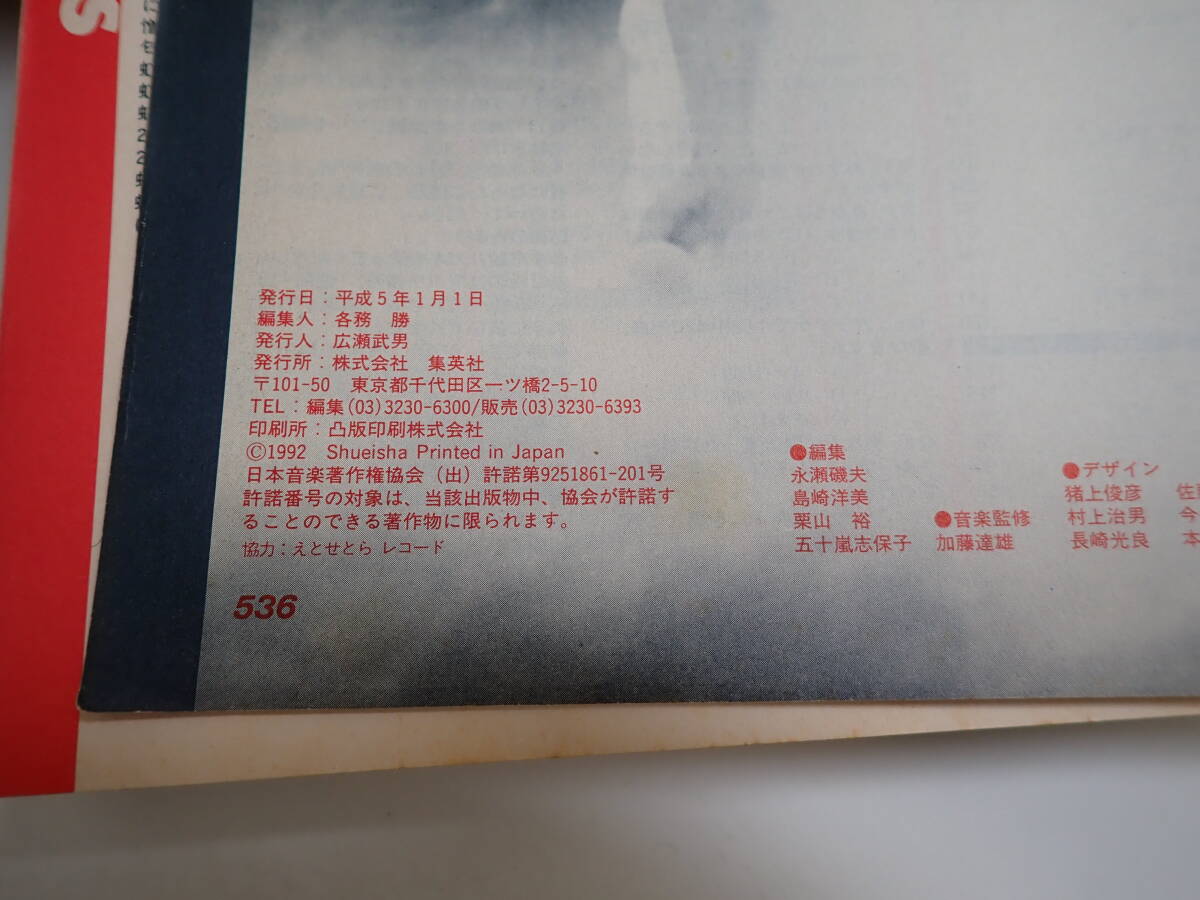 発行日：平成5年1月1日
編集人：各務　勝
発行人：広瀬武男
発行所：株式会社　集英社
〒101-50　東京都千代田区一ツ橋2-5-10
TEL：編集(03)3230-6300/販売(03)3230-6393
印刷所：凸版印刷株式会社
©1992　Shueisha Printed in Japan
日本音楽著作権協会（出）許諾第9251861-201号
許諾番号の対象は、当該出版物中、協会が許諾す
ることのできる著作物に限られます。
協力：えとせとら レコード
536
●編集
永瀬磯夫
島崎洋美
栗山　裕
五十嵐志保子
●音楽監修
加藤達雄
●デザイン
猪上俊彦　佐
村上治男　今
長崎光良　本
S